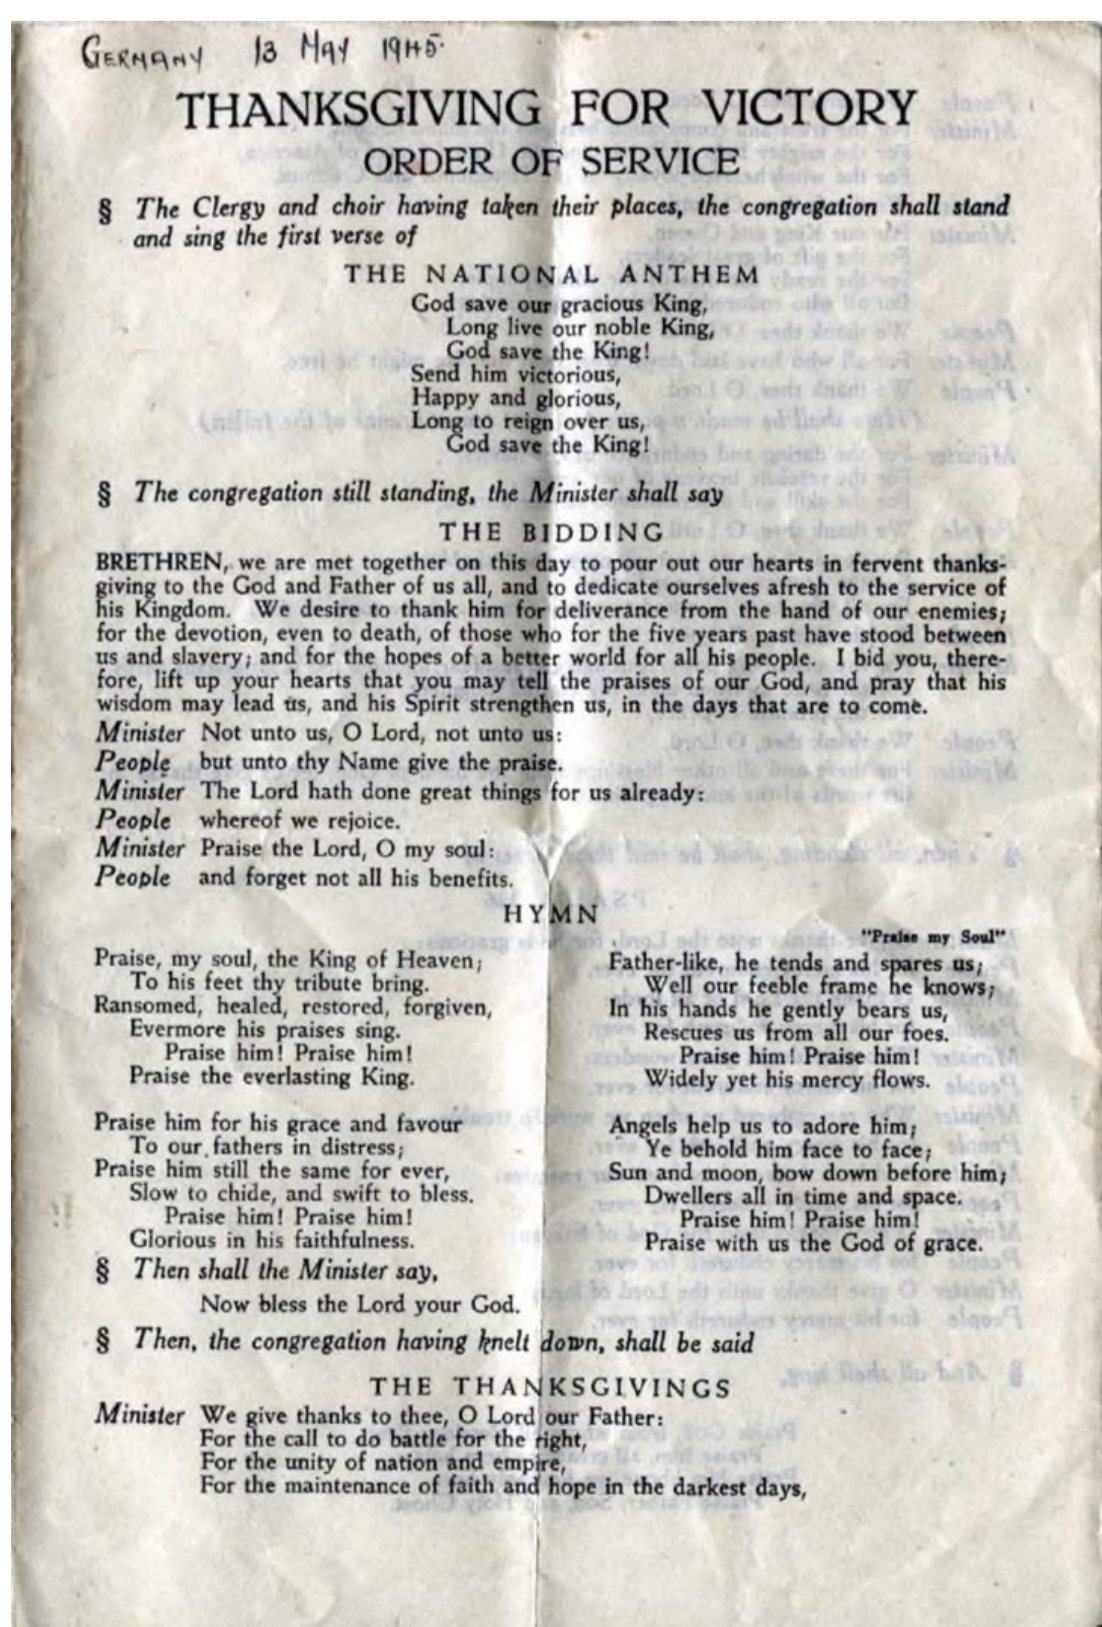 GERMANY 13 MAY 1945.
THANKSGIVING FOR VICTORY
ORDER OF SERVICE
§ The Clergy and choir having taken their places, the congregation shall stand
and sing the first verse of
THE NATIONAL ANTHEM
God save our gracious King,
Long live our noble King,
God save the King!
Send him victorious,
Happy and glorious,
Long to reign over us,
God save the King!
§ The congregation still standing, the Minister shall say
THE BIDDING
BRETHREN, we are met together on this day to pour out our hearts in fervent thanks-
giving to the God and Father of us all, and to dedicate ourselves afresh to the service of
his Kingdom. We desire to thank him for deliverance from the hand of our enemies;
for the devotion, even to death, of those who for the five years past have stood between
us and slavery; and for the hopes of a better world for all his people. I bid you, there-
fore, lift up your hearts that you may tell the praises of our God, and pray that his
wisdom may lead us, and his Spirit strengthen us, in the days that are to come.
Minister Not unto us, O Lord, not unto us:
People but unto thy Name give the praise.
Minister The Lord hath done great things for us already:
People whereof we rejoice.
Minister Praise the Lord, O my soul:
People and forget not all his benefits.
HYMN
"Praise my Soul"
Praise, my soul, the King of Heaven;
To his feet thy tribute bring.
Ransomed, healed, restored, forgiven,
Evermore his praises sing.
Praise him! Praise him!
Praise the everlasting King.
Praise him for his grace and favour
To our fathers in distress;
Praise him still the same for ever,
Slow to chide, and swift to bless.
Praise him! Praise him!
Glorious in his faithfulness.
Father-like, he tends and spares us;
Well our feeble frame he knows;
In his hands he gently bears us,
Rescues us from all our foes.
Praise him! Praise him!
Widely yet his mercy flows.
Angels help us to adore him;
Ye behold him face to face;
Sun and moon, bow down before him;
Dwellers all in time and space.
Praise him! Praise him!
Praise with us the God of grace.
§ Then shall the Minister say,
Now bless the Lord your God.
§ Then, the congregation having knelt down, shall be said
THE THANKSGIVINGS
Minister We give thanks to thee, O Lord our Father:
For the call to do battle for the right,
For the unity of nation and empire,
For the maintenance of faith and hope in the darkest days,